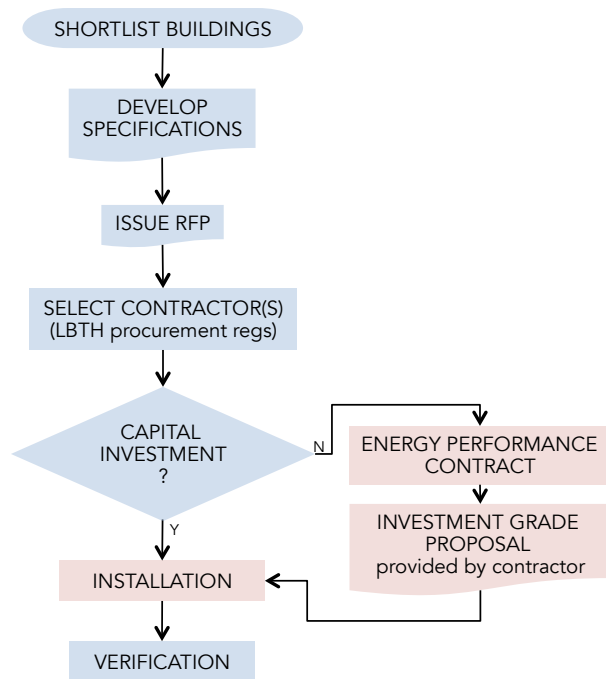 SHORTLIST BUILDINGS
DEVELOP
SPECIFICATIONS
ISSUE RFP
SELECT CONTRACTOR(S)
(LBTH procurement regs)
CAPITAL
INVESTMENT
?
N
ENERGY PERFORMANCE
CONTRACT
INVESTMENT GRADE
PROPOSAL
provided by contractor
Y
INSTALLATION
VERIFICATION